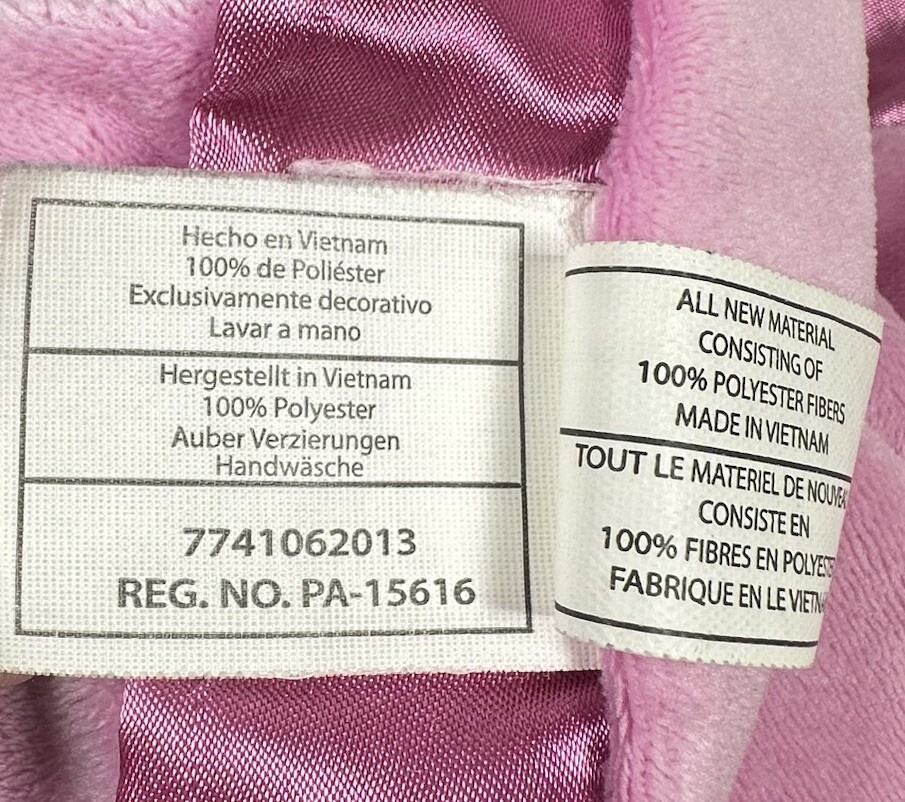 Hecho en Vietnam
100% de Poliéster
Exclusivamente decorativo
Lavar a mano
Hergestellt in Vietnam
100% Polyester
Auber Verzierungen
Handwäsche
7741062013
REG. NO. PA-15616
ALL NEW MATERIAL
CONSISTING OF
100% POLYESTER FIBERS
MADE IN VIETNAM
TOUT LE MATERIEL DE
CONSISTE EN
100% FIBRES EN
FABRIQUE EN LE